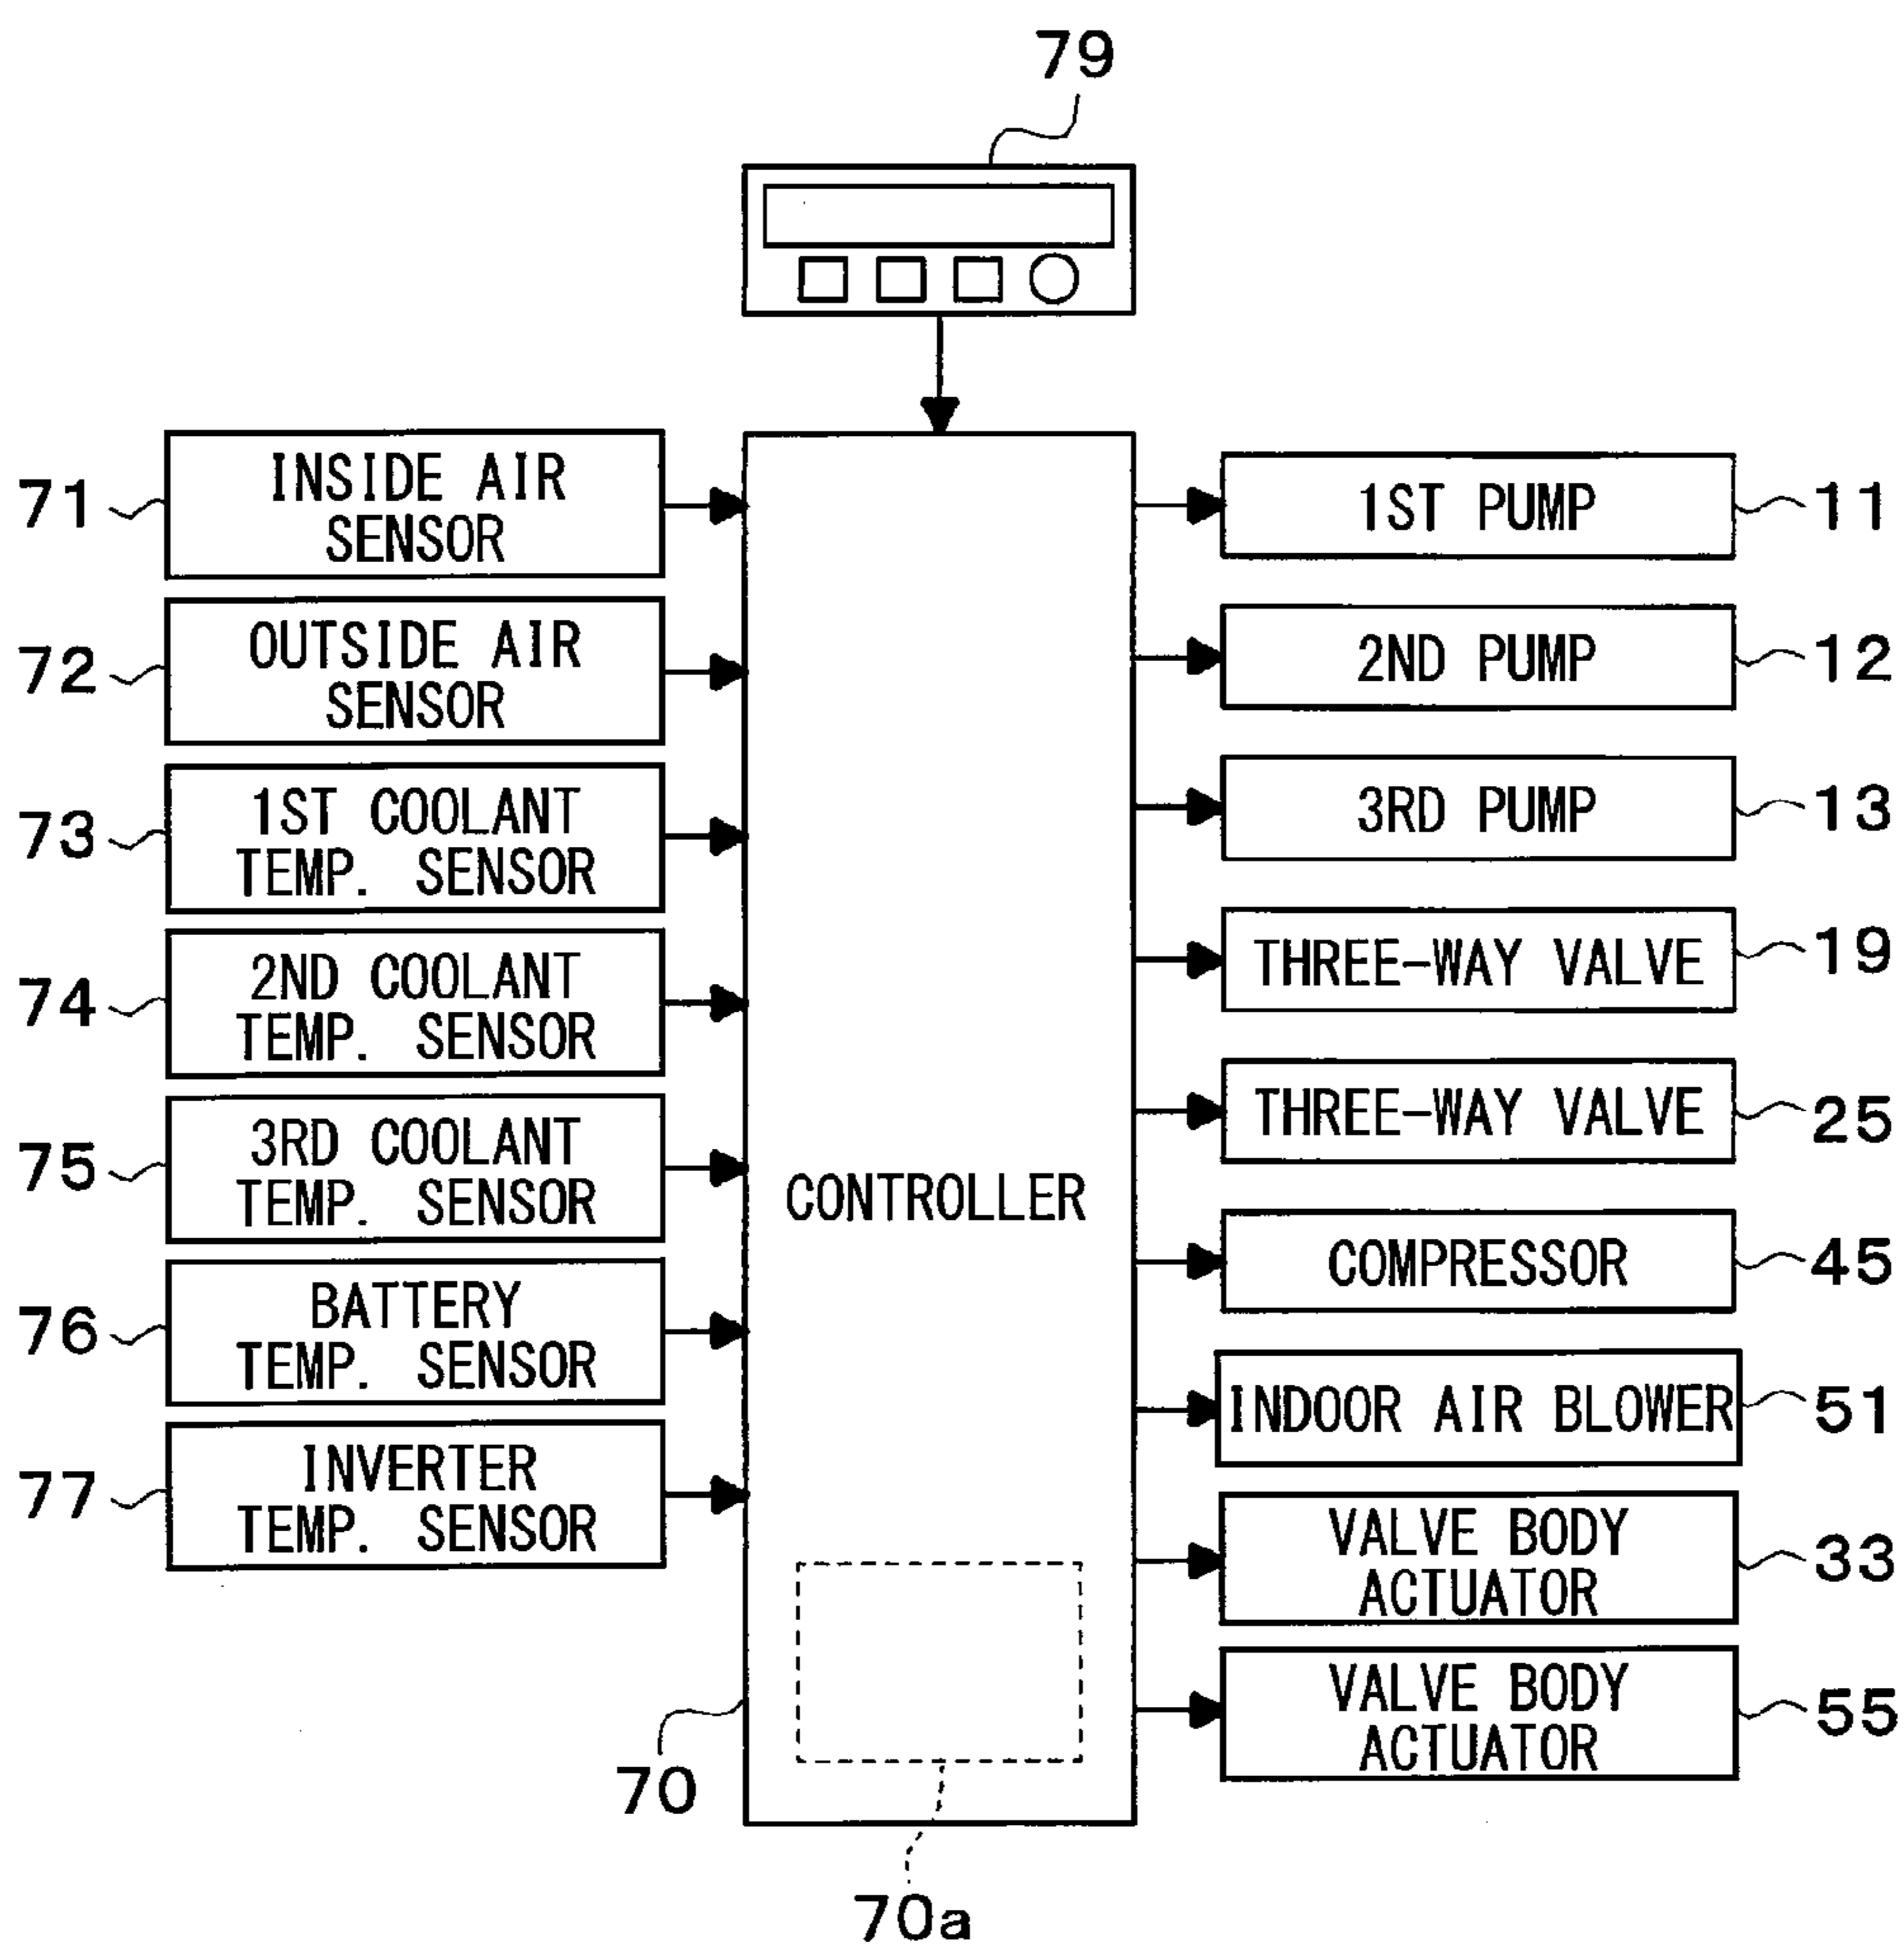 79
71
INSIDE AIR
SENSOR
72
OUTSIDE AIR
SENSOR
73
1ST COOLANT
TEMP. SENSOR
74
2ND COOLANT
TEMP. SENSOR
75
3RD COOLANT
TEMP. SENSOR
76
BATTERY
TEMP. SENSOR
77
INVERTER
TEMP. SENSOR
CONTROLLER
70
70a
1ST PUMP
11
2ND PUMP
12
3RD PUMP
13
THREE-WAY VALVE
19
THREE-WAY VALVE
25
COMPRESSOR
45
INDOOR AIR BLOWER
51
VALVE BODY
ACTUATOR
33
VALVE BODY
ACTUATOR
55